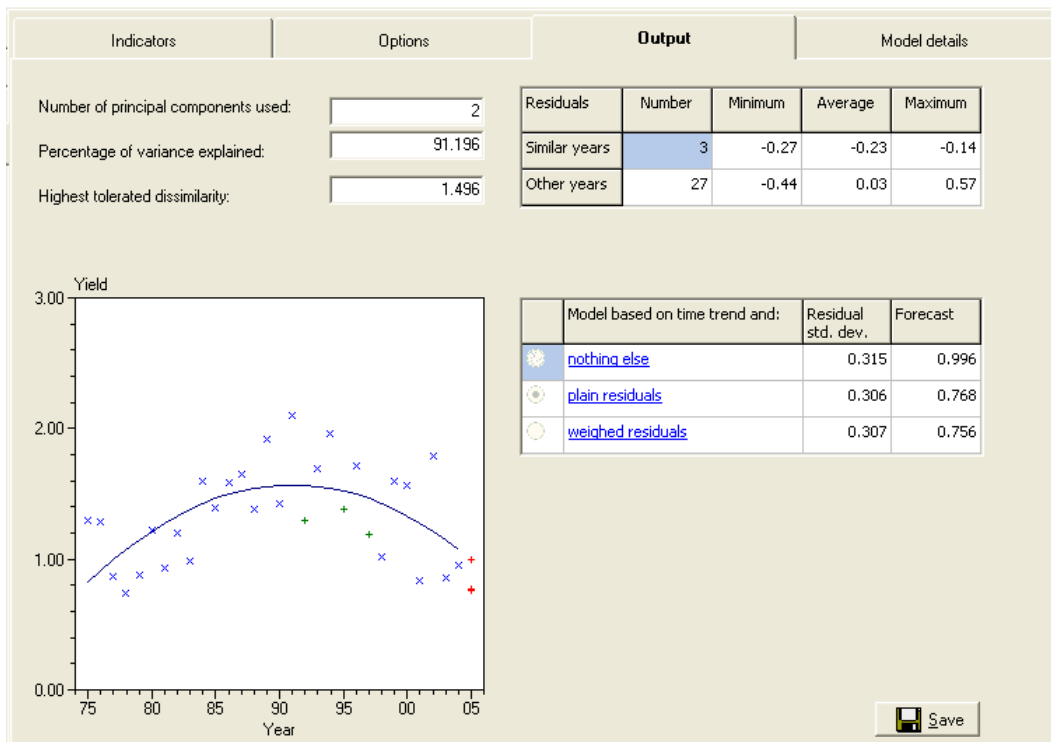 Indicators Options Output Model details
Number of principal components used: 2
Percentage of variance explained: 91.196
Highest tolerated dissimilarity: 1.496
Residuals Number Minimum Average Maximum
Similar years 3 -0.27 -0.23 -0.14
Other years 27 -0.44 0.03 0.57
Yield
3.00
2.00
1.00
0.00
75 80 85 90 95 00 05
Year
Model based on time trend and: Residual std. dev. Forecast
nothing else 0.315 0.996
plain residuals 0.306 0.768
weighed residuals 0.307 0.756
Save